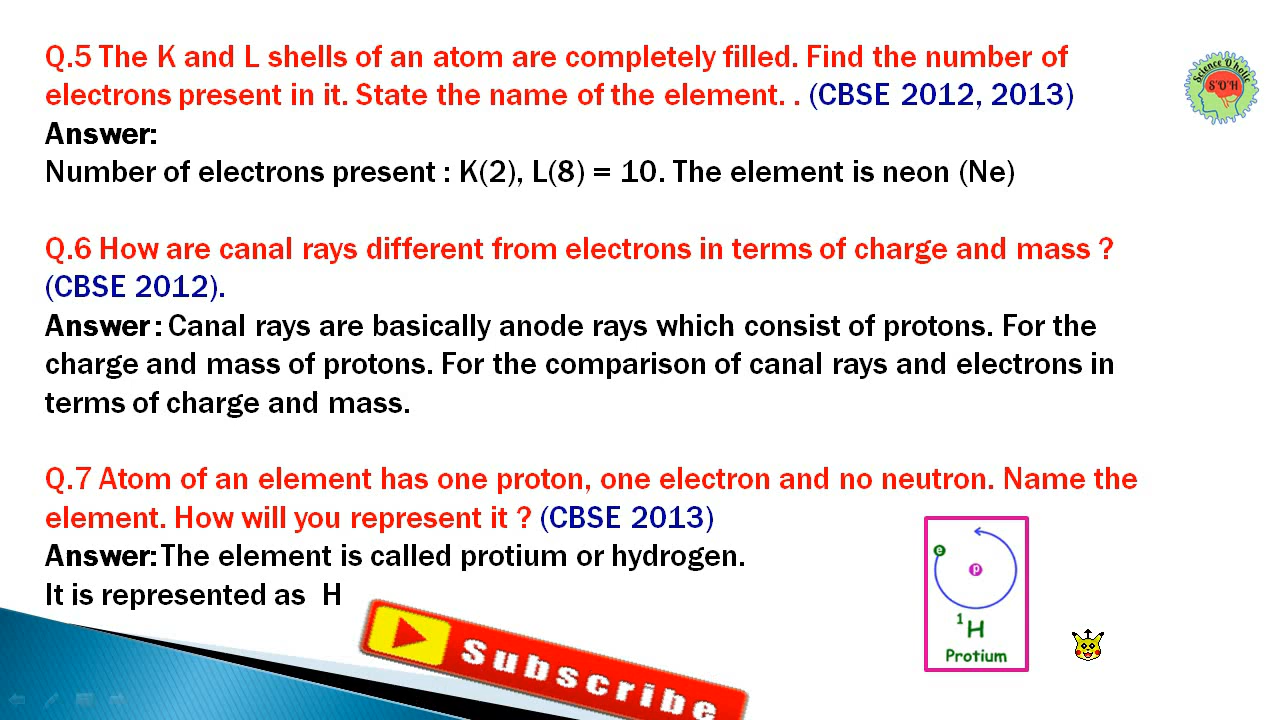 Q.5 The K and L shells of an atom are completely filled. Find the number of
electrons present in it. State the name of the element. . (CBSE 2012, 2013)
Answer:
Number of electrons present : K(2), L(8) = 10. The element is neon (Ne)
Q.6 How are canal rays different from electrons in terms of charge and mass ?
(CBSE 2012).
Answer : Canal rays are basically anode rays which consist of protons. For the
charge and mass of protons. For the comparison of canal rays and electrons in
terms of charge and mass.
Q.7 Atom of an element has one proton, one electron and no neutron. Name the
element. How will you represent it ? (CBSE 2013)
Answer: The element is called protium or hydrogen.
It is represented as H
Science O'holic
S'O'H
e
p
1H
Protium
Subscribe